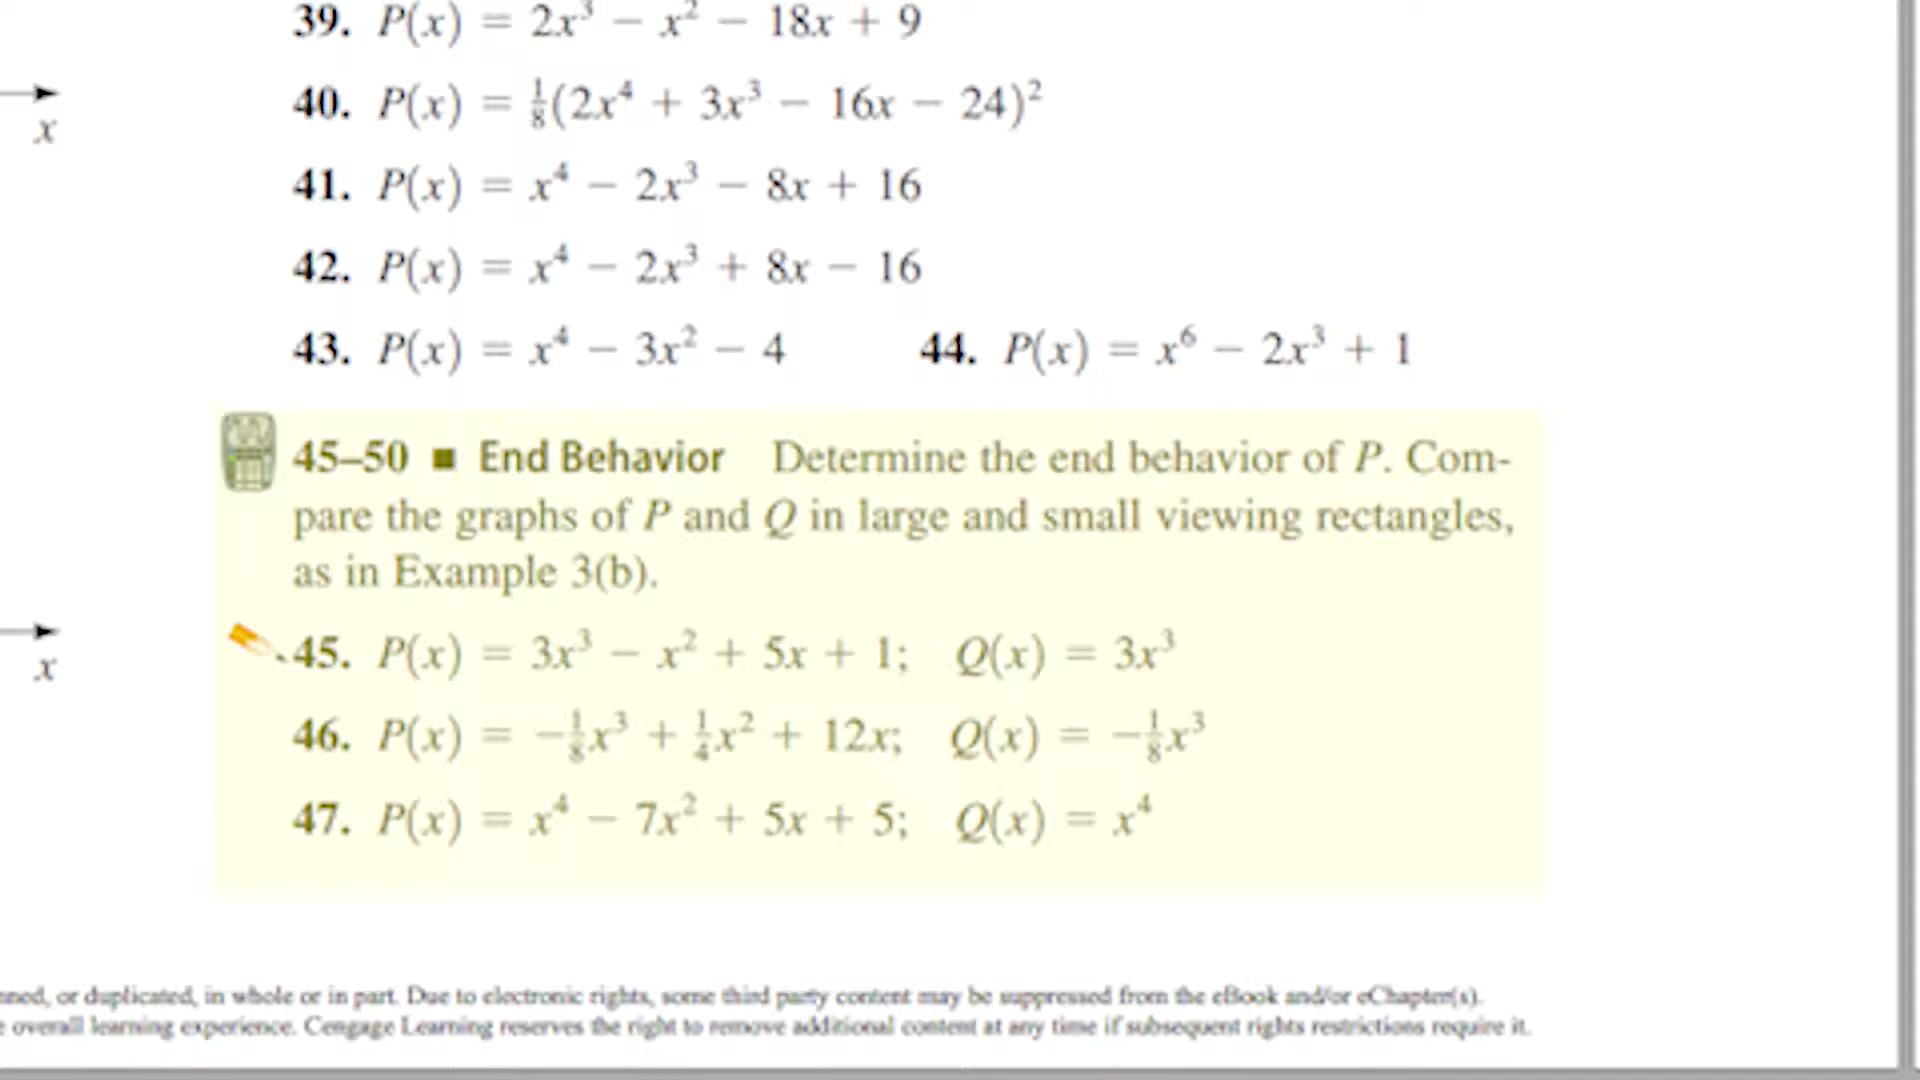 39. P(x) = 2x³ − x² − 18x + 9
x
40. P(x) = ⅛(2x⁴ + 3x³ − 16x − 24)²
41. P(x) = x⁴ − 2x³ − 8x + 16
42. P(x) = x⁴ − 2x³ + 8x − 16
43. P(x) = x⁴ − 3x² − 4 44. P(x) = x⁶ − 2x³ + 1
45–50 ■ End Behavior Determine the end behavior of P. Com-
pare the graphs of P and Q in large and small viewing rectangles,
as in Example 3(b).
45. P(x) = 3x³ − x² + 5x + 1; Q(x) = 3x³
x
46. P(x) = −⅛x³ + ¼x² + 12x; Q(x) = −⅛x³
47. P(x) = x⁴ − 7x² + 5x + 5; Q(x) = x⁴
or duplicated, in whole or in part. Due to electronic rights, some third party content may be suppressed from the eBook and/or eChapter(s).
overall learning experience. Cengage Learning reserves the right to remove additional content at any time if subsequent rights restrictions require it.